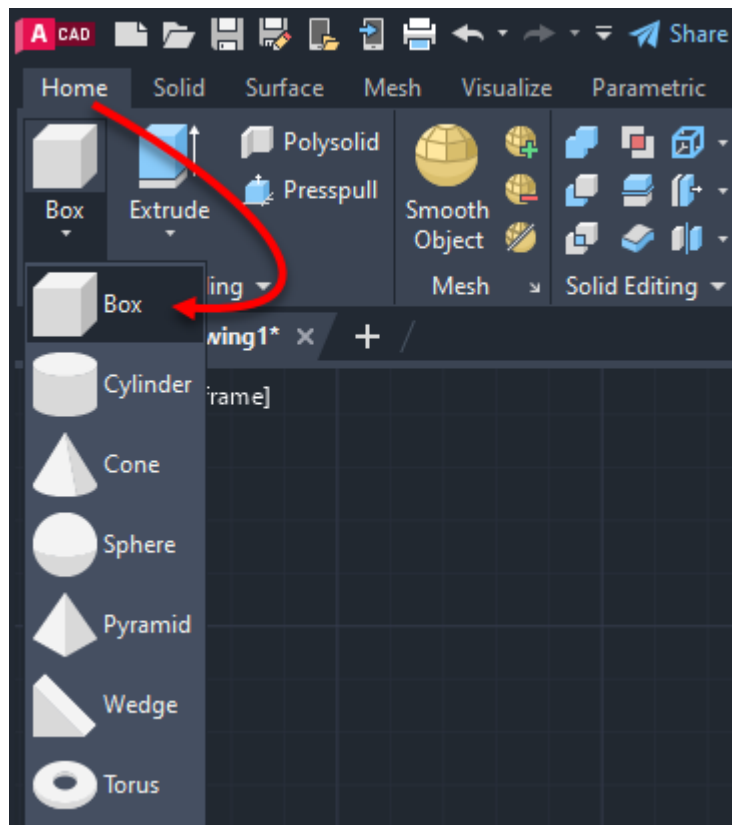 A CAD Share
Home Solid Surface Mesh Visualize Parametric
Polysolid
Presspull
Box Extrude
Smooth
Object
ing Mesh Solid Editing
Box
wing1*
Cylinder
rame]
Cone
Sphere
Pyramid
Wedge
Torus